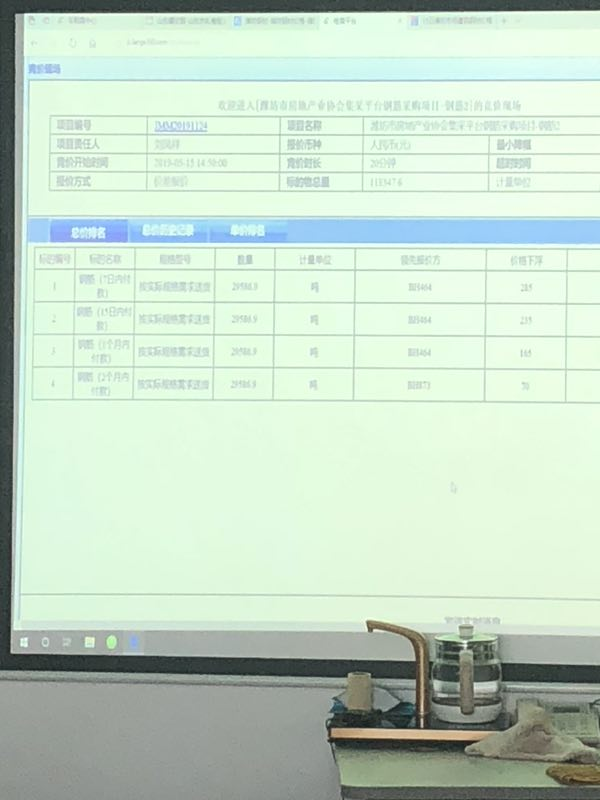 竞价现场
欢迎进入[潍坊市房地产业协会集采平台钢筋采购项目-钢筋2]的竞价现场
项目编号 JMM20191124 项目名称 潍坊市房地产业协会集采平台钢筋采购项目-钢筋2
项目责任人 报价币种 人民币(元) 最小降幅
竞价开始时间 2019-05-15 14:50:00 竞价时长 20分钟 超时时间
报价方式 标的物总量 118347.6 计量单位
总价排名 总价历史记录 单价排名
标的编号 标的名称 规格型号 数量 计量单位 领先报价方 价格下浮
1 钢筋（7日内付款） 按实际规格需求送货 29586.9 吨 BH464 285
2 钢筋（15日内付款） 按实际规格需求送货 29586.9 吨 BH464 235
3 钢筋（1个月内付款） 按实际规格需求送货 29586.9 吨 BH464 165
4 钢筋（2个月内付款） 按实际规格需求送货 29586.9 吨 BH173 70